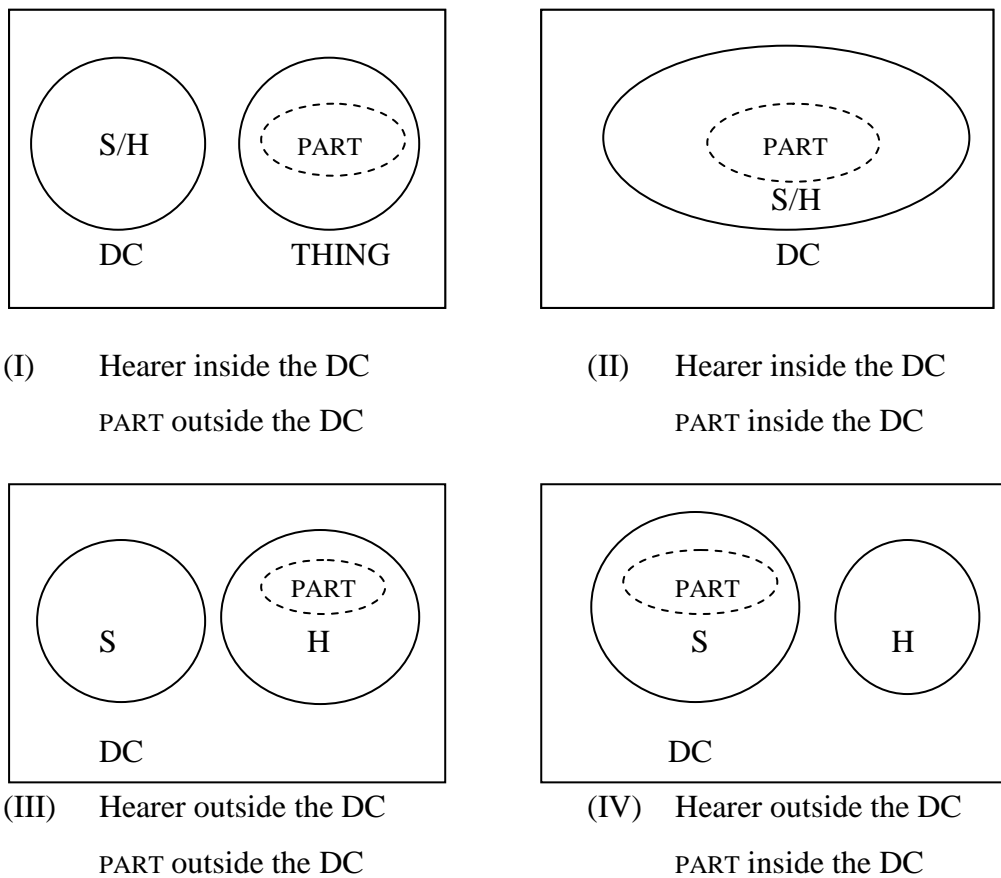 S/H
PART
DC
THING
PART
S/H
DC
(I) Hearer inside the DC
PART outside the DC
(II) Hearer inside the DC
PART inside the DC
PART
S
H
DC
PART
S
H
DC
(III) Hearer outside the DC
PART outside the DC
(IV) Hearer outside the DC
PART inside the DC